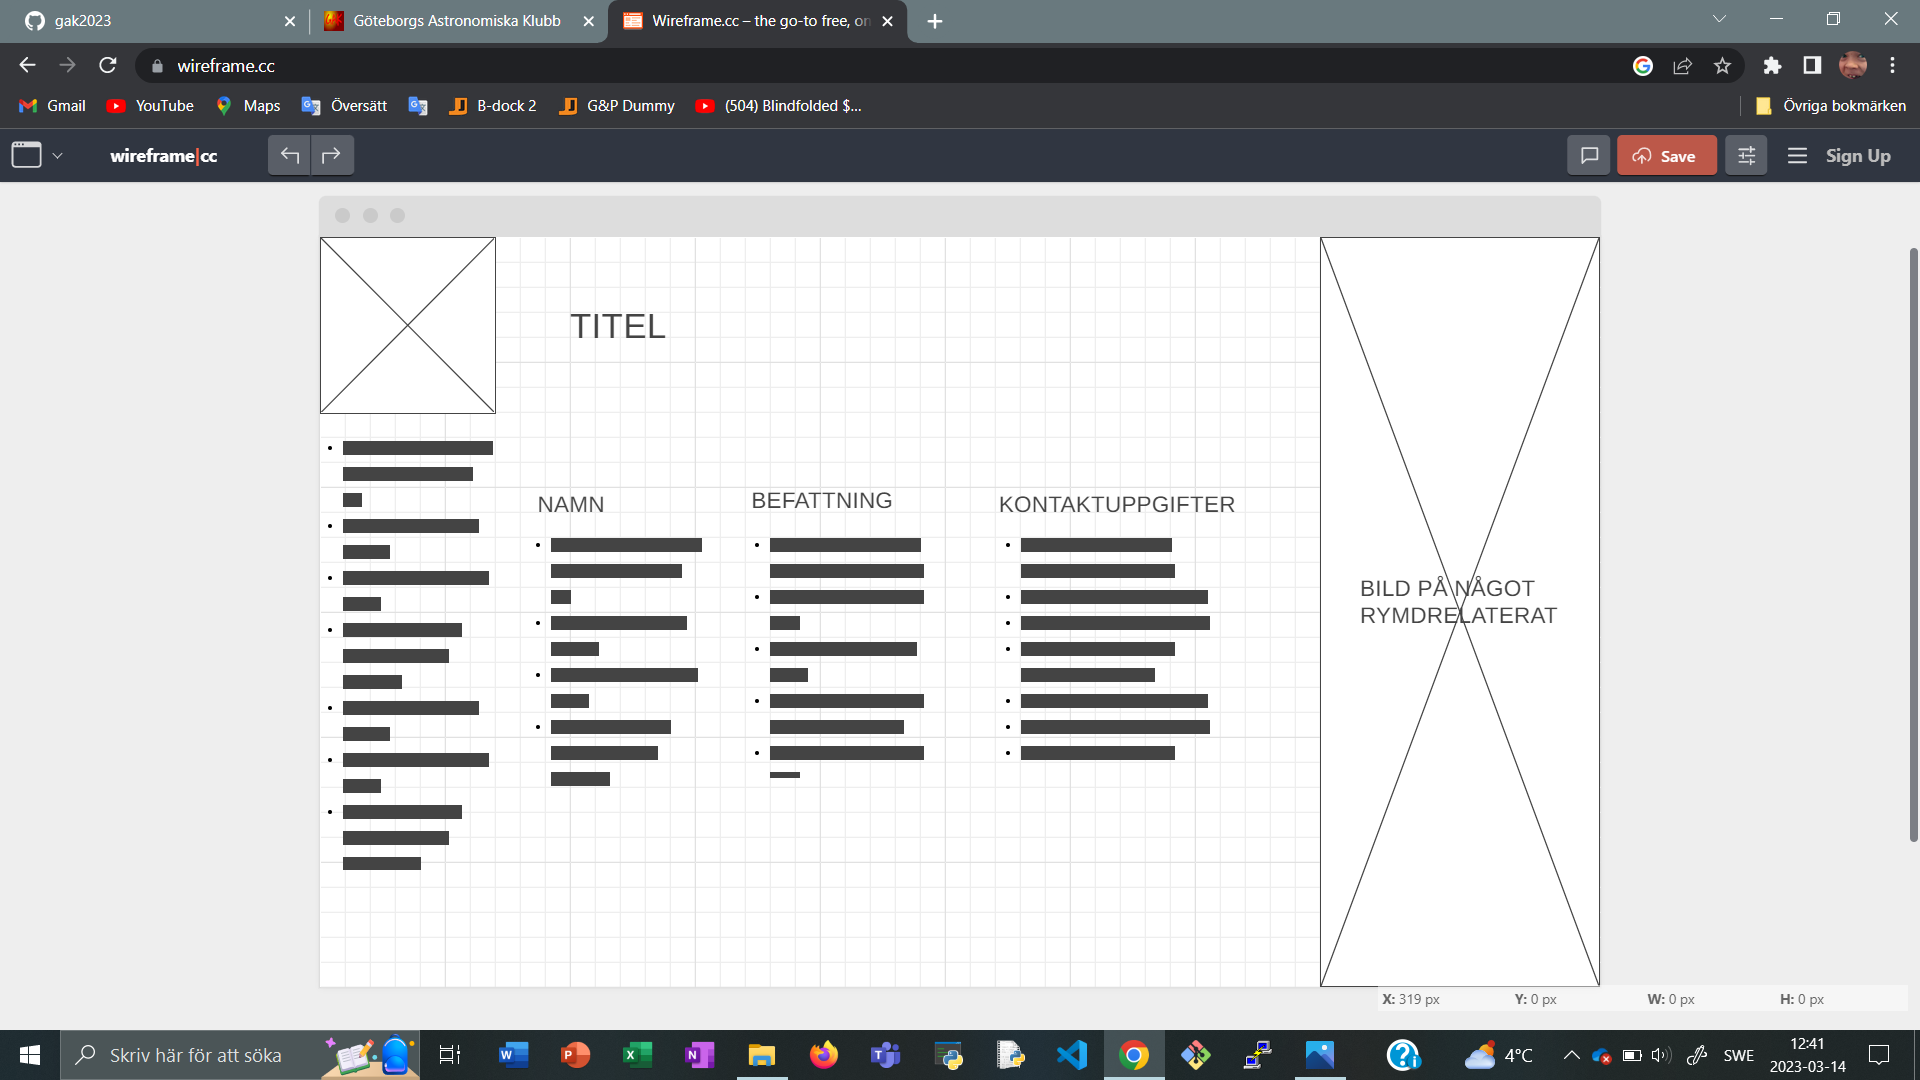 gak2023
Göteborgs Astronomiska Klubb
Wireframe.cc – the go-to free, on
wireframe.cc
Gmail
YouTube
Maps
Översätt
B-dock 2
G&P Dummy
(504) Blindfolded $...
Övriga bokmärken
wireframe|cc
Save
Sign Up
TITEL
NAMN
BEFATTNING
KONTAKTUPPGIFTER
BILD PÅ NÅGOT
RYMDRELATERAT
X: 319 px
Y: 0 px
W: 0 px
H: 0 px
Skriv här för att söka
4°C
SWE
12:41
2023-03-14